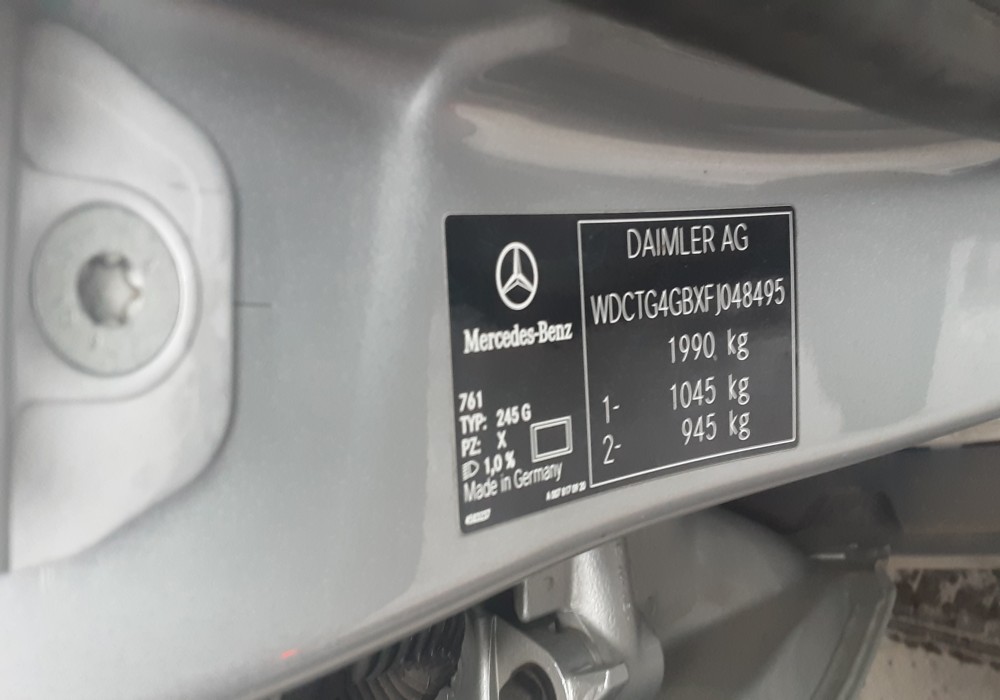 Mercedes-Benz
761
TYP: 245 G
PZ: X
1,0 %
Made in Germany
DAIMLER AG
WDCTG4GBXFJ048495
1990 kg
1- 1045 kg
2- 945 kg